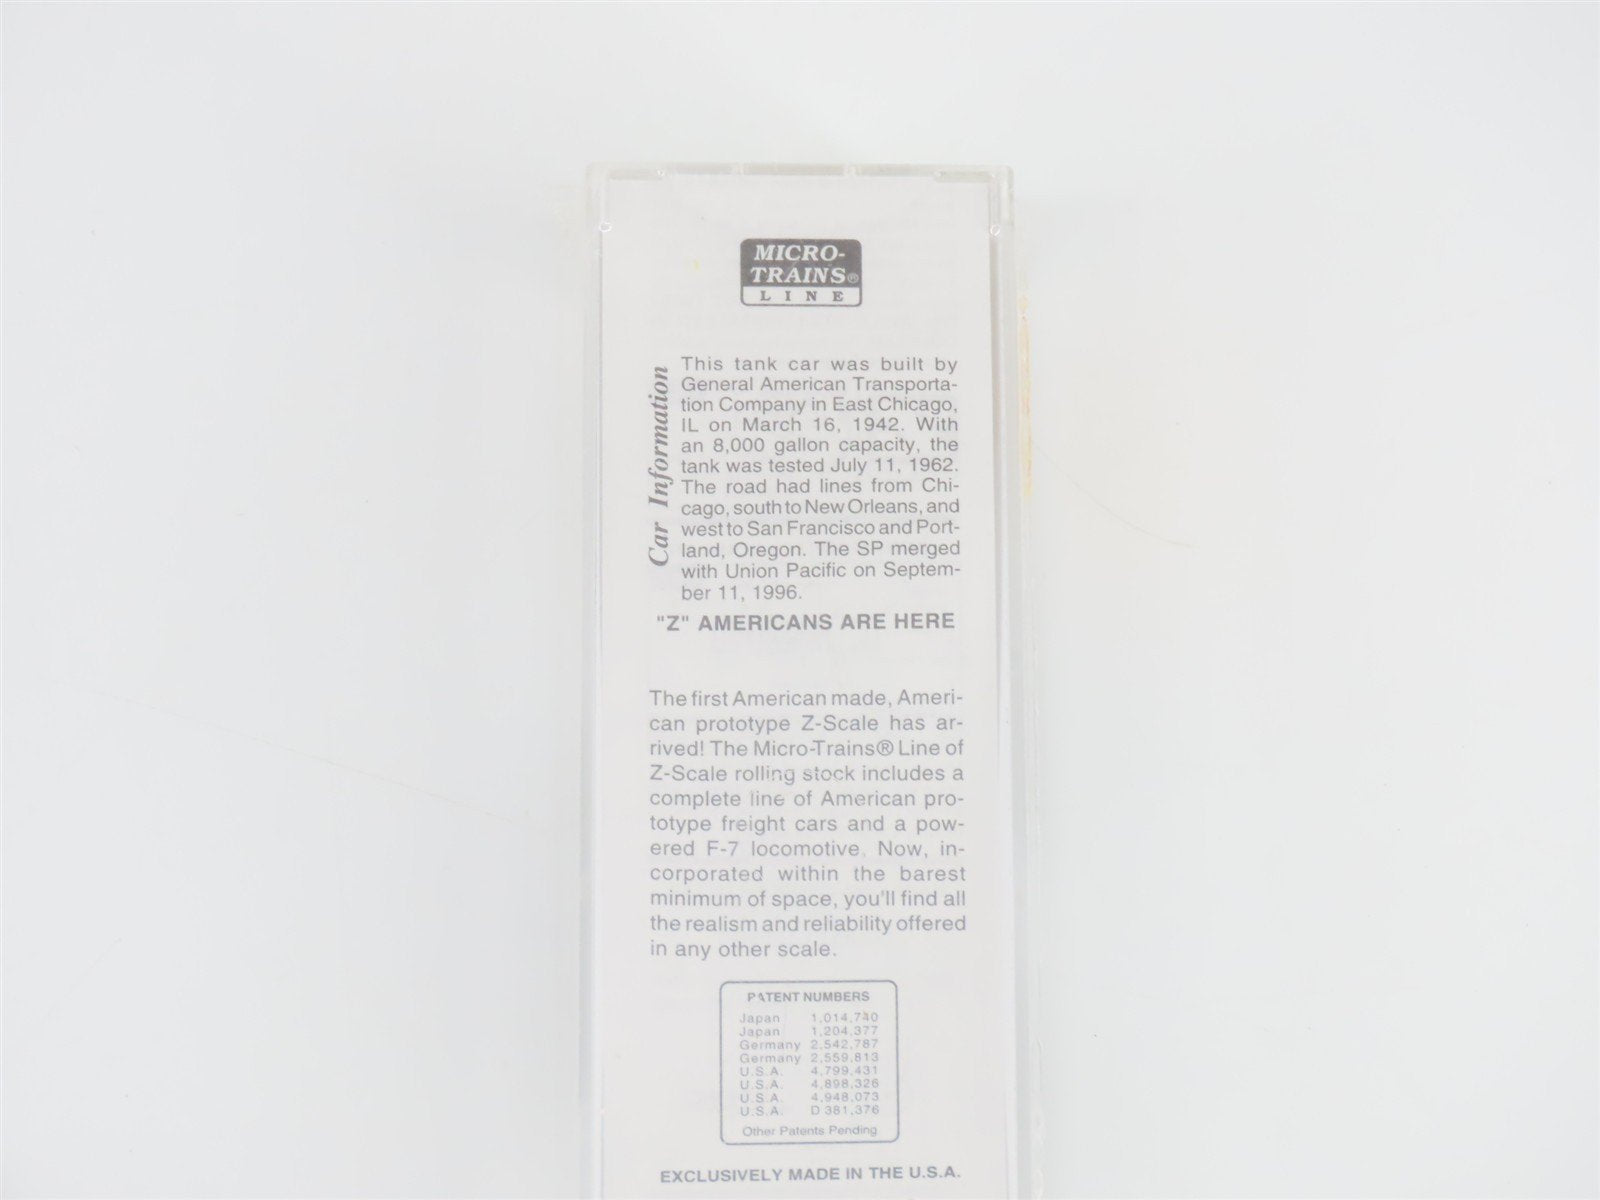 MICRO-
TRAINS®
LINE
Car Information
This tank car was built by
General American Transporta-
tion Company in East Chicago,
IL on March 16, 1942. With
an 8,000 gallon capacity, the
tank was tested July 11, 1962.
The road had lines from Chi-
cago, south to New Orleans, and
west to San Francisco and Port-
land, Oregon. The SP merged
with Union Pacific on Septem-
ber 11, 1996.
"Z" AMERICANS ARE HERE
The first American made, Ameri-
can prototype Z-Scale has ar-
rived! The Micro-Trains® Line of
Z-Scale rolling stock includes a
complete line of American pro-
totype freight cars and a pow-
ered F-7 locomotive. Now, in-
corporated within the barest
minimum of space, you'll find all
the realism and reliability offered
in any other scale.
PATENT NUMBERS
Japan 1,014,740
Japan 1,204,377
Germany 2,542,787
Germany 2,559,813
U.S.A. 4,799,431
U.S.A. 4,898,326
U.S.A. 4,948,073
U.S.A. D 381,376
Other Patents Pending
EXCLUSIVELY MADE IN THE U.S.A.